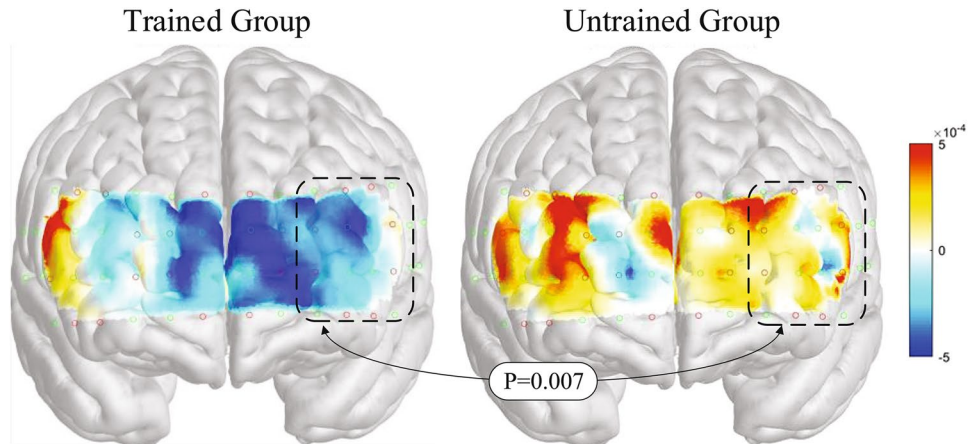 Trained Group
Untrained Group
×10⁻⁴
5
0
-5
P=0.007